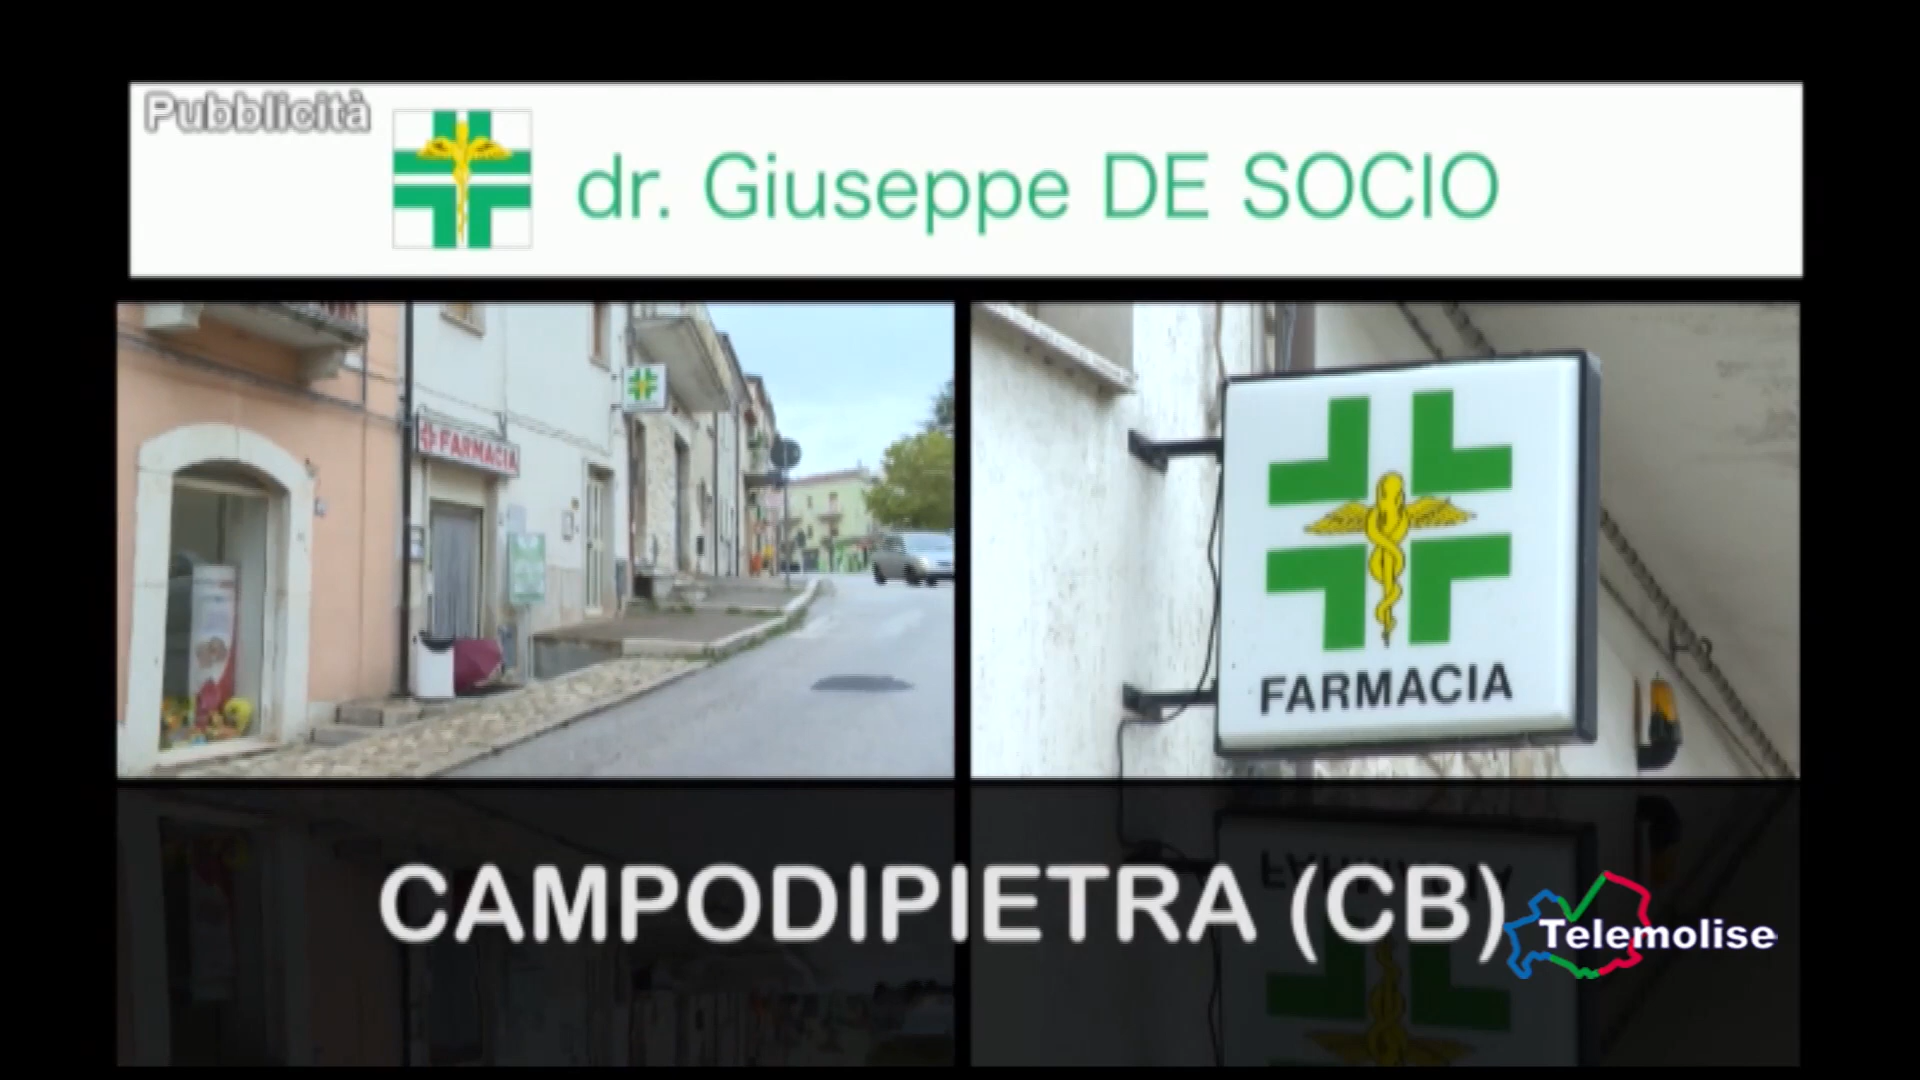 Pubblicità
dr. Giuseppe DE SOCIO
FARMACIA
FARMACIA
CAMPODIPIETRA (CB)
Telemolise